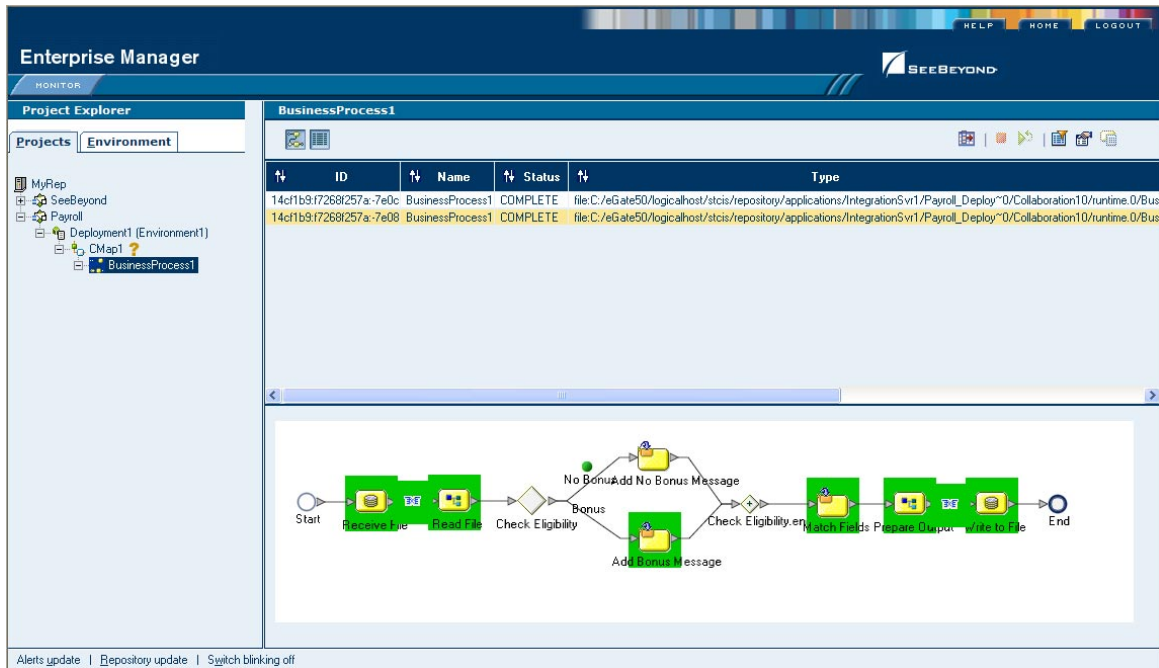 HELP HOME LOGOUT
Enterprise Manager
SEEBEYOND
MONITOR
Project Explorer
BusinessProcess1
Projects Environment
ID Name Status Type
14cf1b9:f7268f257a:-7e0c BusinessProcess1 COMPLETE file:C:/eGate50/logicalhost/stcis/repository/applications/IntegrationSvr1/Payroll_Deploy~0/Collaboration10/runtime.0/Bus
14cf1b9:f7268f257a:-7e08 BusinessProcess1 COMPLETE file:C:/eGate50/logicalhost/stcis/repository/applications/IntegrationSvr1/Payroll_Deploy~0/Collaboration10/runtime.0/Bus
MyRep
SeeBeyond
Payroll
Deployment1 (Environment1)
CMap1
BusinessProcess1
No Bonus
Add No Bonus Message
Bonus
Start
Receive File
Read File
Check Eligibility
Check Eligibility.en
Match Fields
Prepare Output
Write to File
End
Add Bonus Message
Alerts update | Repository update | Switch blinking off